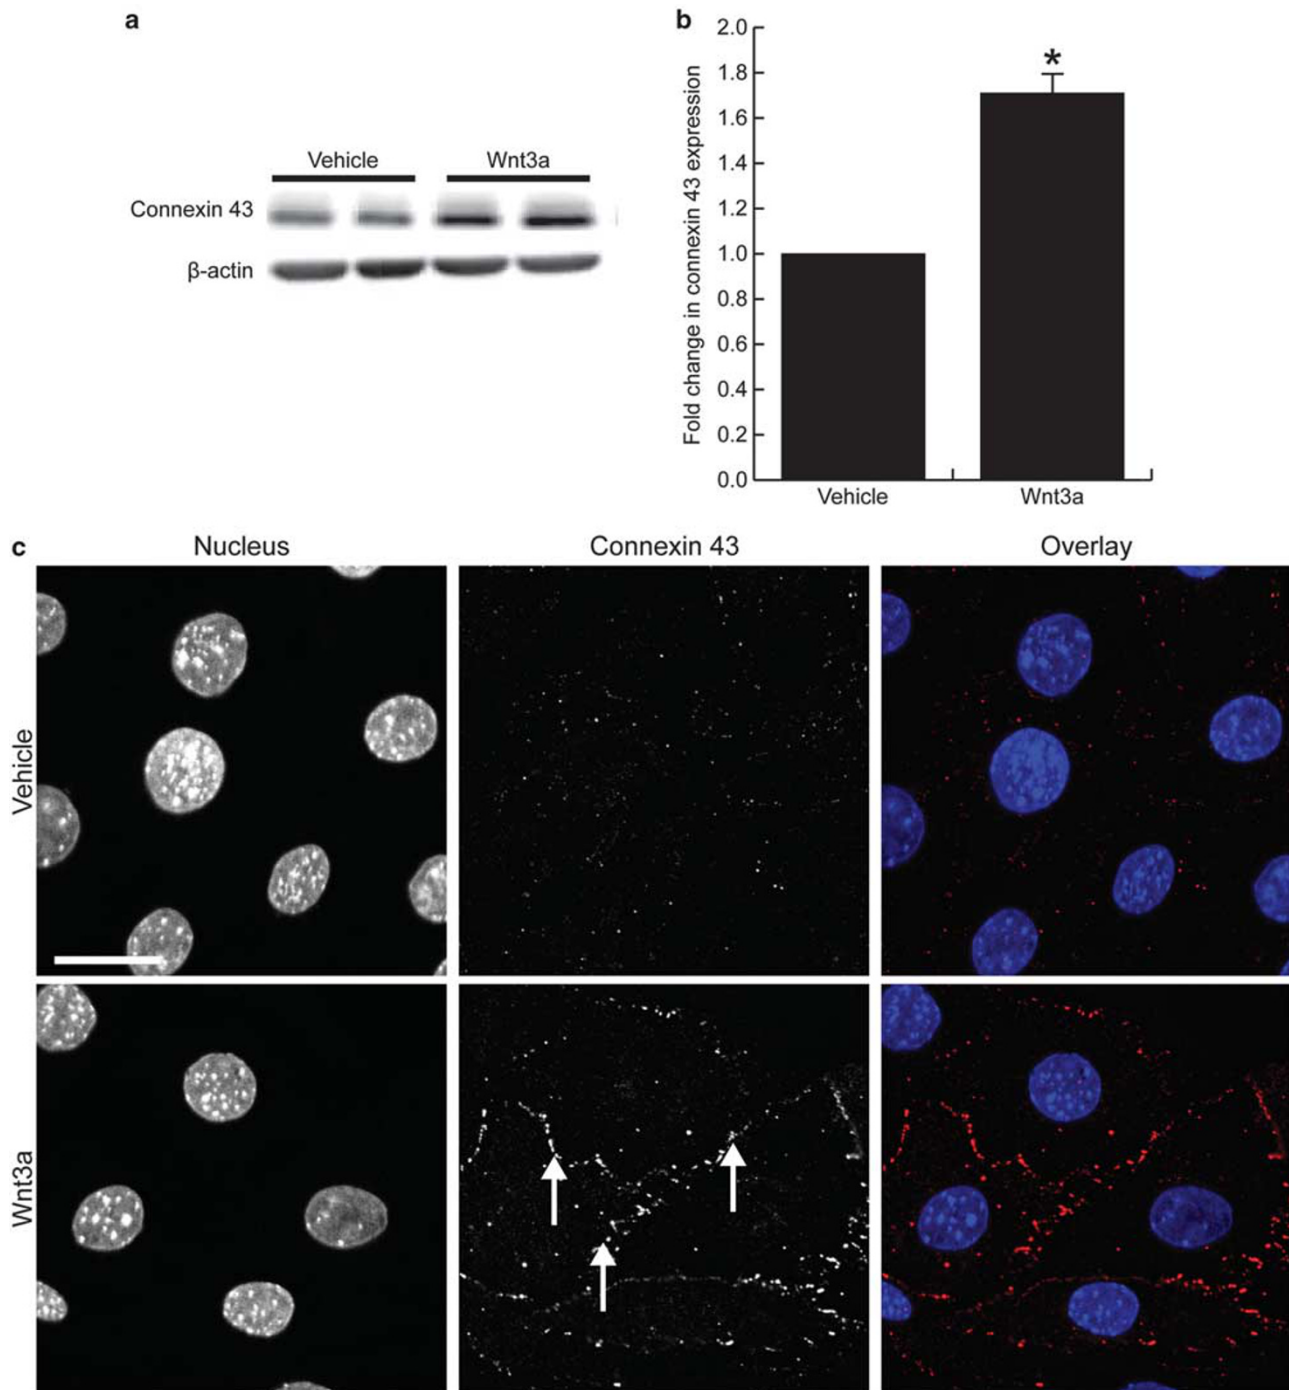 a
Vehicle Wnt3a
Connexin 43
β-actin
b
Fold change in connexin 43 expression
2.0
1.8
1.6
1.4
1.2
1.0
0.8
0.6
0.4
0.2
0.0
*
Vehicle Wnt3a
c
Nucleus Connexin 43 Overlay
Vehicle
Wnt3a